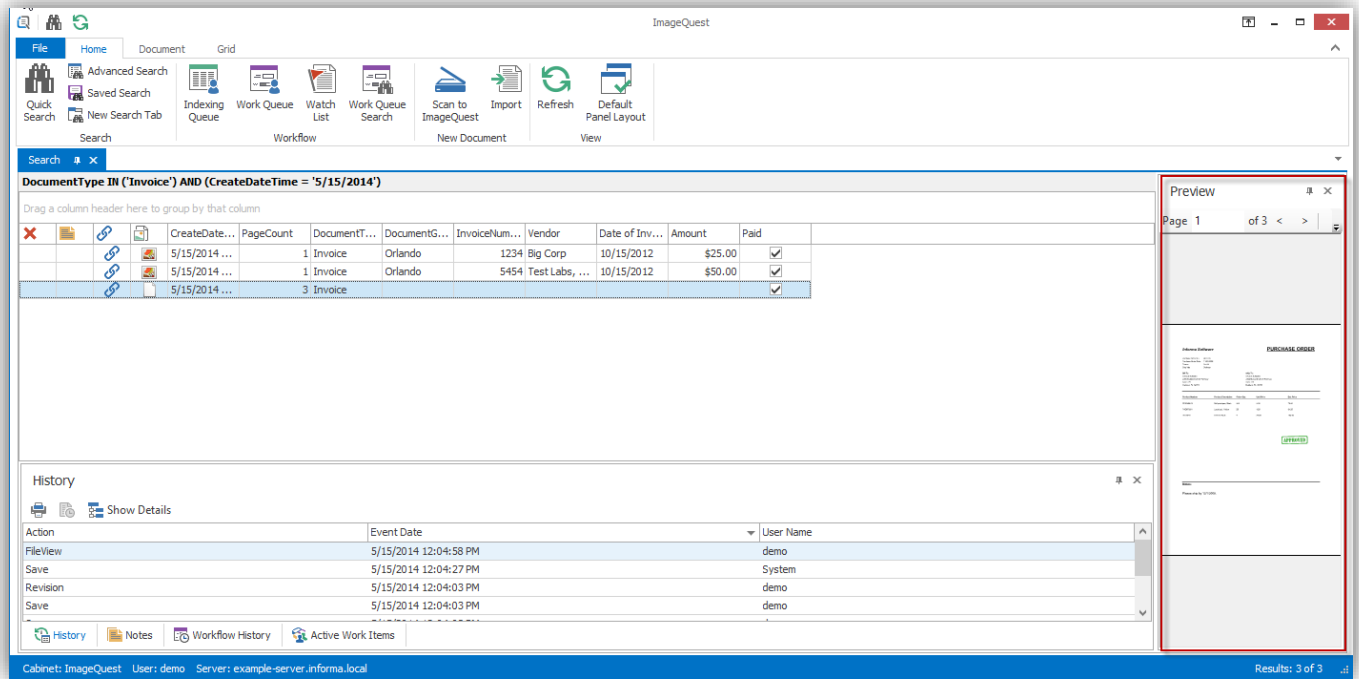 ImageQuest
File Home Document Grid
Quick Search
Advanced Search
Saved Search
New Search Tab
Indexing Queue
Work Queue
Watch List
Work Queue Search
Scan to ImageQuest
Import
Refresh
Default Panel Layout
Search Workflow New Document View
Search
DocumentType IN ('Invoice') AND (CreateDateTime = '5/15/2014')
Drag a column header here to group by that column
CreateDate... PageCount DocumentT... DocumentG... InvoiceNum... Vendor Date of Inv... Amount Paid
5/15/2014 ... 1 Invoice Orlando 1234 Big Corp 10/15/2012 $25.00
5/15/2014 ... 1 Invoice Orlando 5454 Test Labs, ... 10/15/2012 $50.00
5/15/2014 ... 3 Invoice
Preview
Page 1 of 3 < >
Informa Software PURCHASE ORDER
APPROVED
History
Show Details
Action Event Date User Name
FileView 5/15/2014 12:04:58 PM demo
Save 5/15/2014 12:04:27 PM System
Revision 5/15/2014 12:04:03 PM demo
Save 5/15/2014 12:04:03 PM demo
History Notes Workflow History Active Work Items
Cabinet: ImageQuest User: demo Server: example-server.informa.local Results: 3 of 3